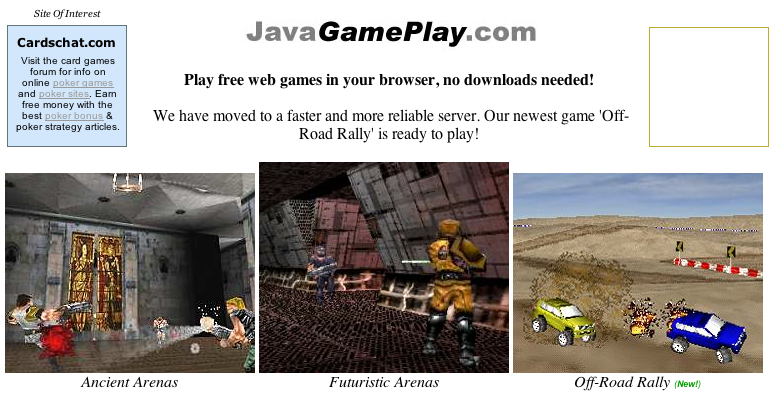 Site Of Interest
Cardschat.com
Visit the card games
forum for info on
online poker games
and poker sites. Earn
free money with the
best poker bonus &
poker strategy articles.
JavaGamePlay.com
Play free web games in your browser, no downloads needed!
We have moved to a faster and more reliable server. Our newest game 'Off-
Road Rally' is ready to play!
Ancient Arenas
Futuristic Arenas
Off-Road Rally (New!)